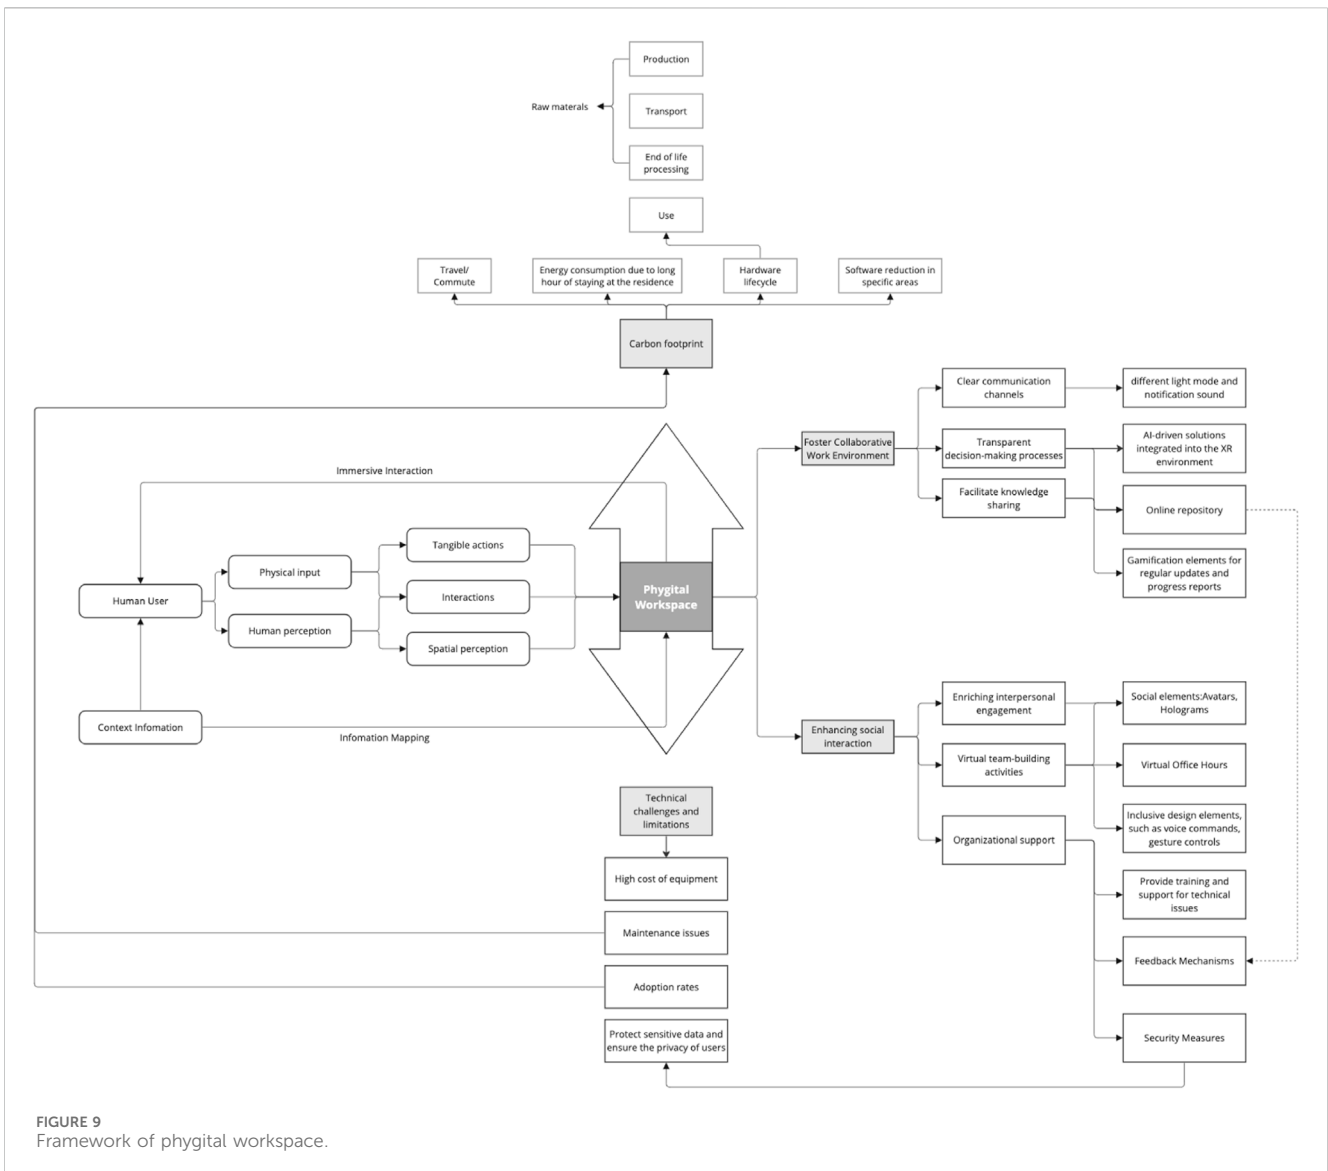 Production
Raw materals
Transport
End of life
processing
Use
Travel/
Commute
Energy consumption due to long
hour of staying at the residence
Hardware
lifecycle
Software reduction in
specific areas
Carbon footprint
Clear communication
channels
different light mode and
notification sound
Foster Collaborative
Work Environment
Transparent
decision-making processes
AI-driven solutions
integrated into the XR
environment
Facilitate knowledge
sharing
Online repository
Gamification elements for
regular updates and
progress reports
Immersive Interaction
Tangible actions
Physical input
Human User
Interactions
Human perception
Spatial perception
Phygital
Workspace
Context Infomation
Infomation Mapping
Enriching interpersonal
engagement
Social elements:Avatars,
Holograms
Enhancing social
interaction
Virtual team-building
activities
Virtual Office Hours
Organizational support
Inclusive design elements,
such as voice commands,
gesture controls
Provide training and
support for technical
issues
Feedback Mechanisms
Security Measures
Technical
challenges and
limitations
High cost of equipment
Maintenance issues
Adoption rates
Protect sensitive data and
ensure the privacy of users
FIGURE 9
Framework of phygital workspace.